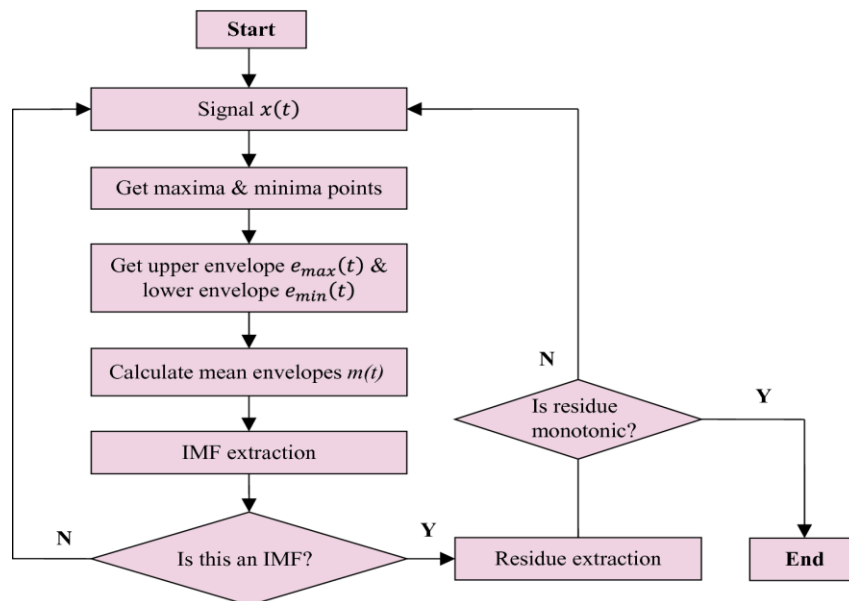 Start
Signal x(t)
Get maxima & minima points
Get upper envelope e_max(t) &
lower envelope e_min(t)
Calculate mean envelopes m(t)
IMF extraction
Is this an IMF?
N
Y
Residue extraction
Is residue
monotonic?
N
Y
End